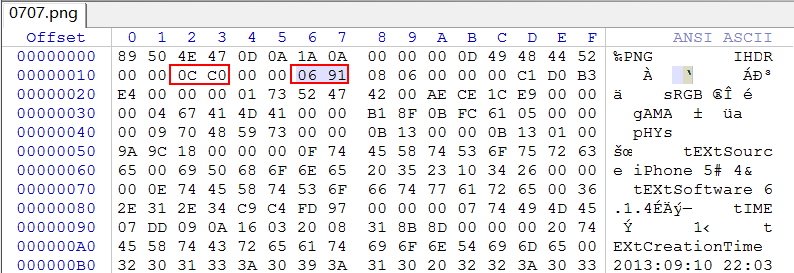 0707.png
Offset 0 1 2 3 4 5 6 7 8 9 A B C D E F ANSI ASCII
00000000 89 50 4E 47 0D 0A 1A 0A 00 00 00 0D 49 48 44 52 ‰PNG IHDR
00000010 00 00 0C C0 00 00 06 91 08 06 00 00 00 C1 D0 B3 À ‘ ÁÐ³
00000020 E4 00 00 00 01 73 52 47 42 00 AE CE 1C E9 00 00 ä sRGB ®Î é
00000030 00 04 67 41 4D 41 00 00 B1 8F 0B FC 61 05 00 00 gAMA ± üa
00000040 00 09 70 48 59 73 00 00 0B 13 00 00 0B 13 01 00 pHYs
00000050 9A 9C 18 00 00 00 0F 74 45 58 74 53 6F 75 72 63 šœ tEXtSourc
00000060 65 00 69 50 68 6F 6E 65 20 35 23 10 34 26 00 00 e iPhone 5# 4&
00000070 00 0E 74 45 58 74 53 6F 66 74 77 61 72 65 00 36 tEXtSoftware 6
00000080 2E 31 2E 34 C9 C4 FD 97 00 00 00 07 74 49 4D 45 .1.4ÉÄý— tIME
00000090 07 DD 09 0A 16 03 20 08 31 8B 8D 00 00 00 20 74 Ý 1‹ t
000000A0 45 58 74 43 72 65 61 74 69 6F 6E 54 69 6D 65 00 EXtCreationTime
000000B0 32 30 31 33 3A 30 39 3A 31 30 20 32 32 3A 30 33 2013:09:10 22:03